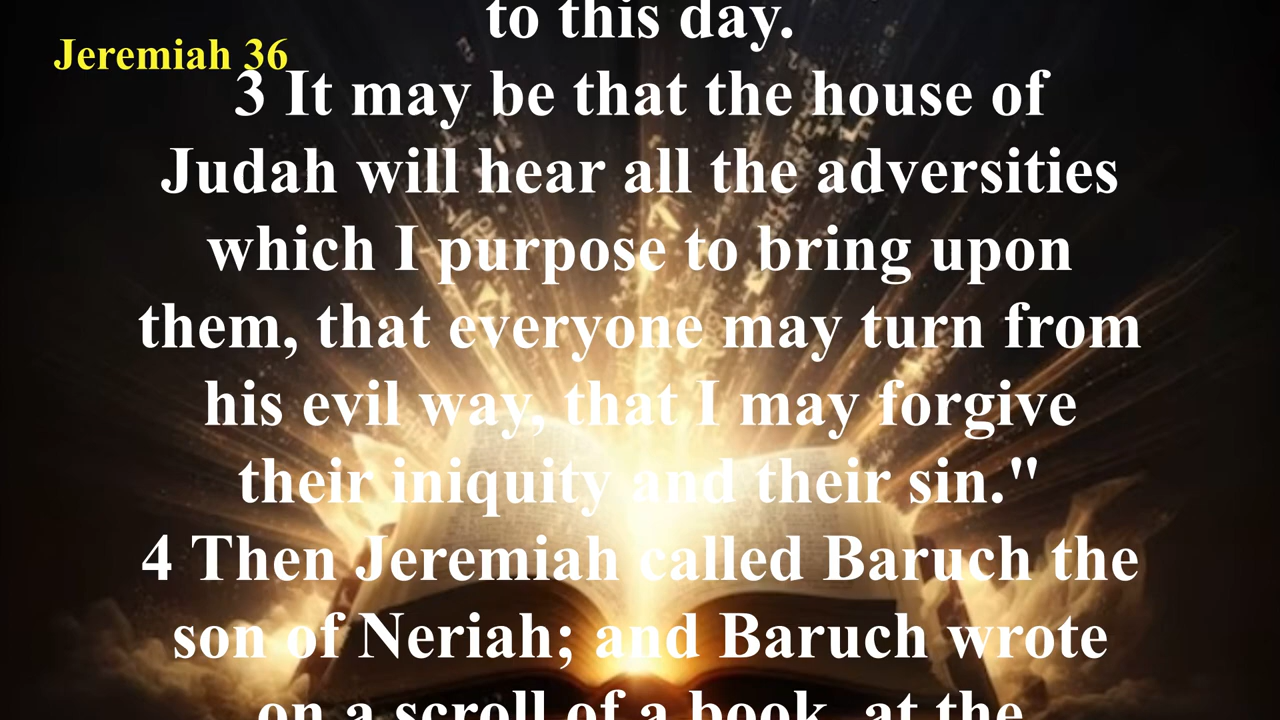 to this day.
Jeremiah 36
3 It may be that the house of
Judah will hear all the adversities
which I purpose to bring upon
them, that everyone may turn from
his evil way, that I may forgive
their iniquity and their sin."
4 Then Jeremiah called Baruch the
son of Neriah; and Baruch wrote
on a scroll of a book, at the